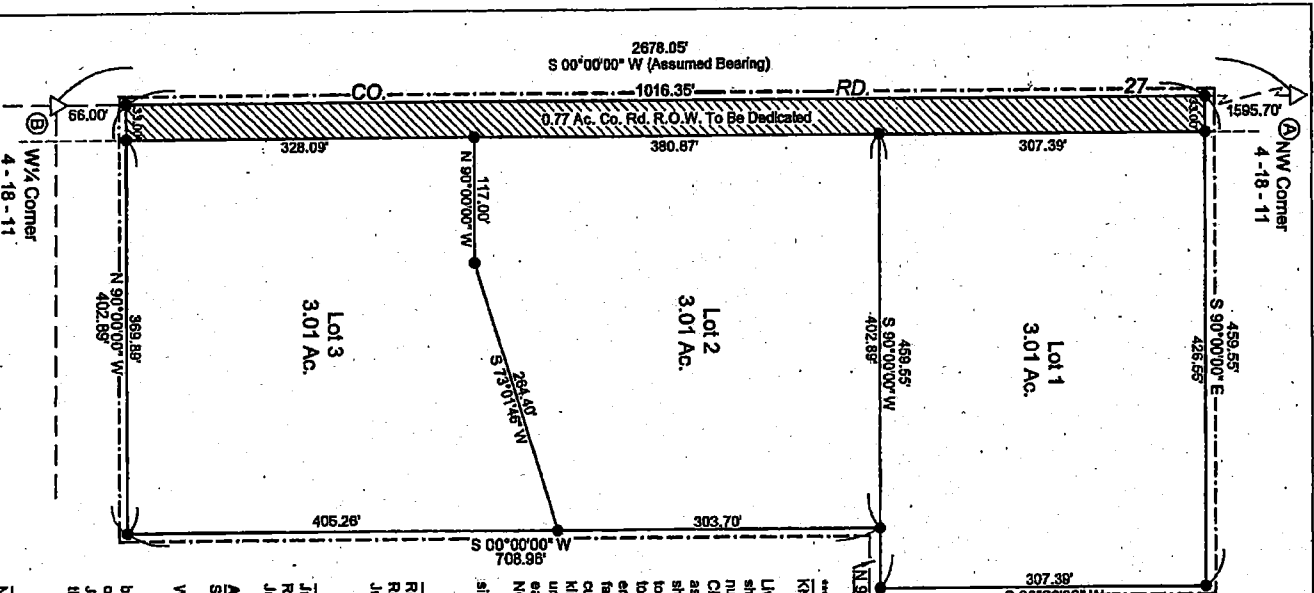 2678.05'
S 00°00'00" W (Assumed Bearing)
CO. 1016.35' RD. 27
0.77 Ac. Co. Rd. R.O.W. To Be Dedicated
66.00'
33.00'
33.00'
1595.70'
Ⓐ NW Corner
4 - 18 - 11
Ⓑ W¼ Corner
4 - 18 - 11
328.09'
380.87'
307.39'
117.00'
N 90°00'00" W
264.40'
S 73°01'46" W
Lot 3
3.01 Ac.
Lot 2
3.01 Ac.
Lot 1
3.01 Ac.
459.55'
S 90°00'00" E
426.55'
459.55'
S 90°00'00" W
402.89'
369.89'
N 90°00'00" W
402.89'
405.26'
303.70'
S 00°00'00" W
708.96'
307.39'
N 9